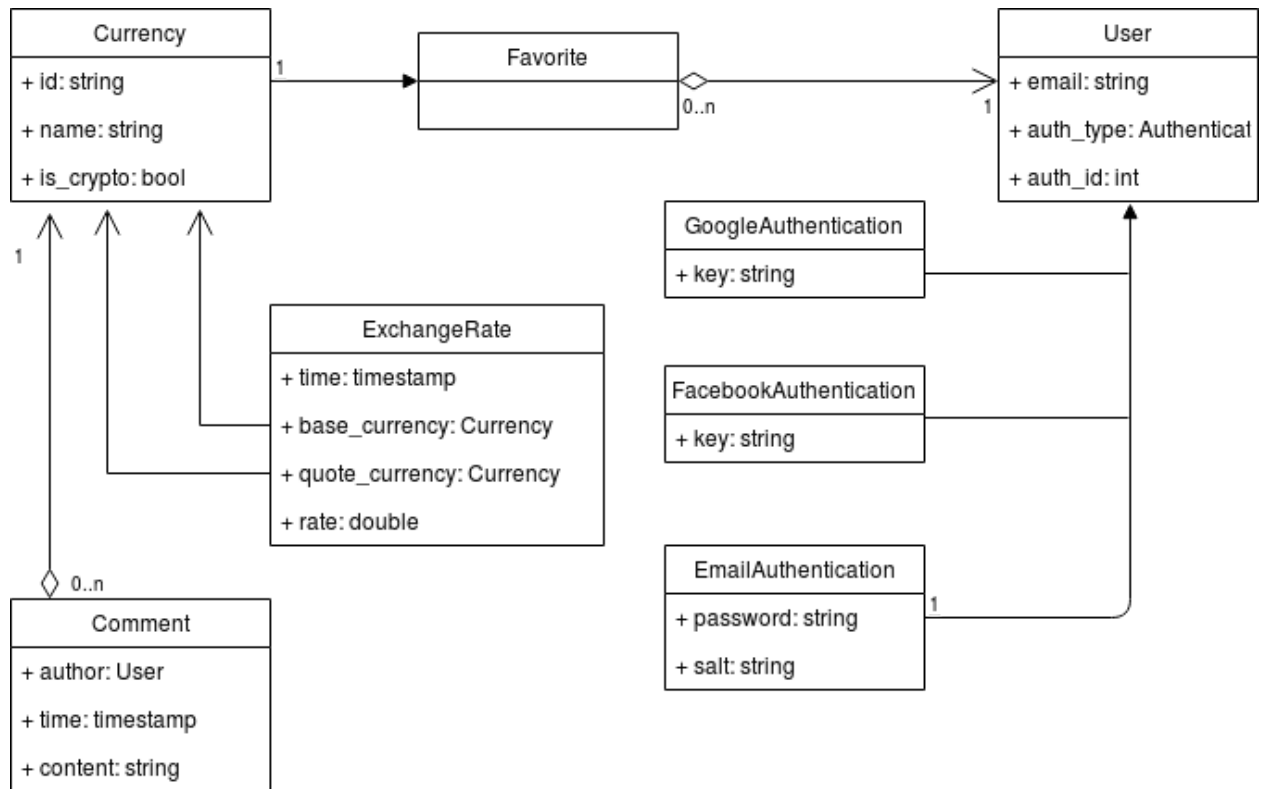 Currency
+ id: string
+ name: string
+ is_crypto: bool
1
Favorite
0..n
1
User
+ email: string
+ auth_type: Authenticat
+ auth_id: int
GoogleAuthentication
+ key: string
FacebookAuthentication
+ key: string
EmailAuthentication
+ password: string
+ salt: string
1
1
ExchangeRate
+ time: timestamp
+ base_currency: Currency
+ quote_currency: Currency
+ rate: double
0..n
Comment
+ author: User
+ time: timestamp
+ content: string